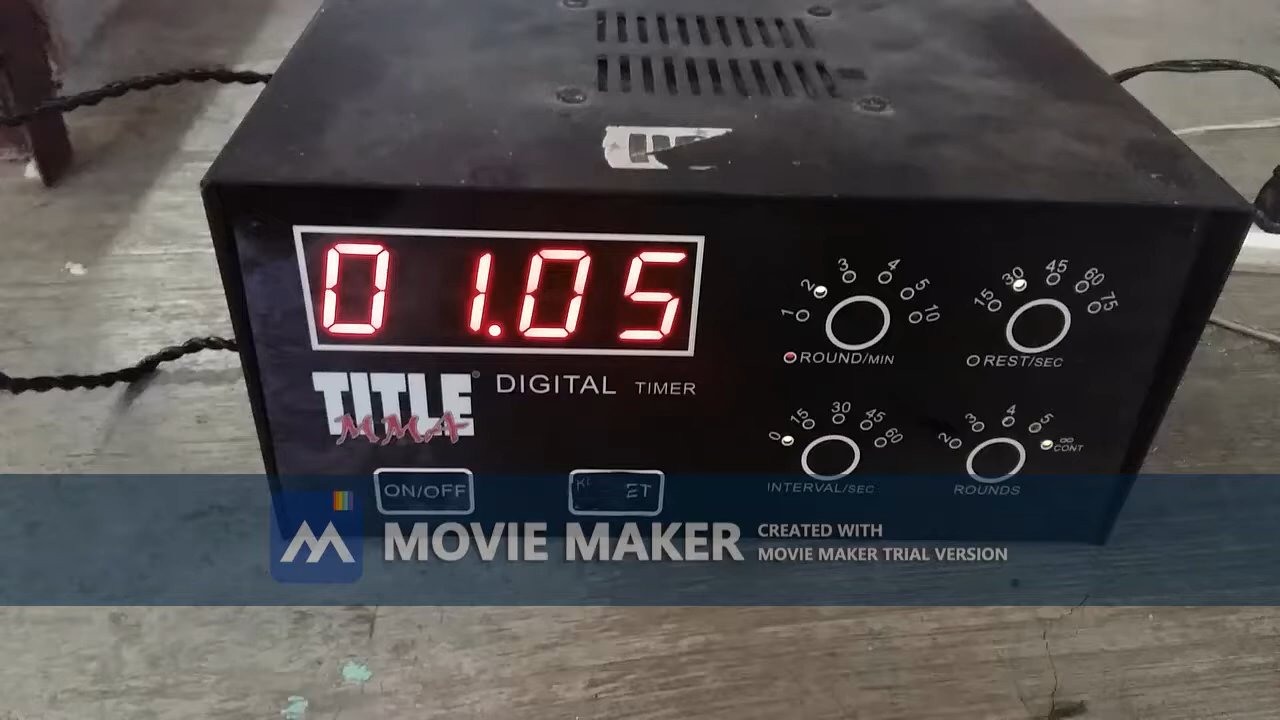 01.05
TITLE® DIGITAL TIMER
MMA
ON/OFF
ET
1 2 3 4 5 10
ROUND/MIN
15 30 45 60 75
REST/SEC
0 15 30 45 60
INTERVAL/SEC
2 3 4 5 ∞
CONT
ROUNDS
MOVIE MAKER
CREATED WITH
MOVIE MAKER TRIAL VERSION